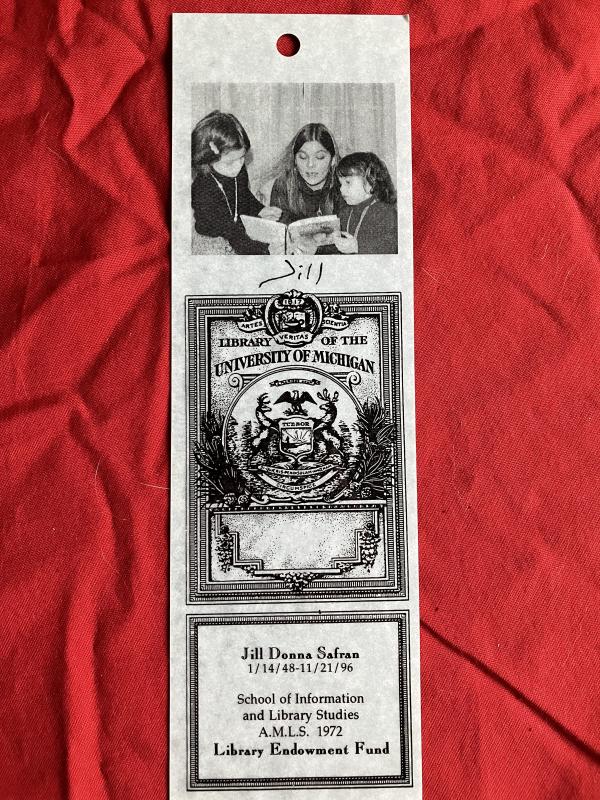 Jill
1817
ARTES SCIENTIA
VERITAS
LIBRARY OF THE
UNIVERSITY OF MICHIGAN
TUEBOR
CIRCUMSPICE
Jill Donna Safran
1/14/48-11/21/96
School of Information
and Library Studies
A.M.L.S. 1972
Library Endowment Fund